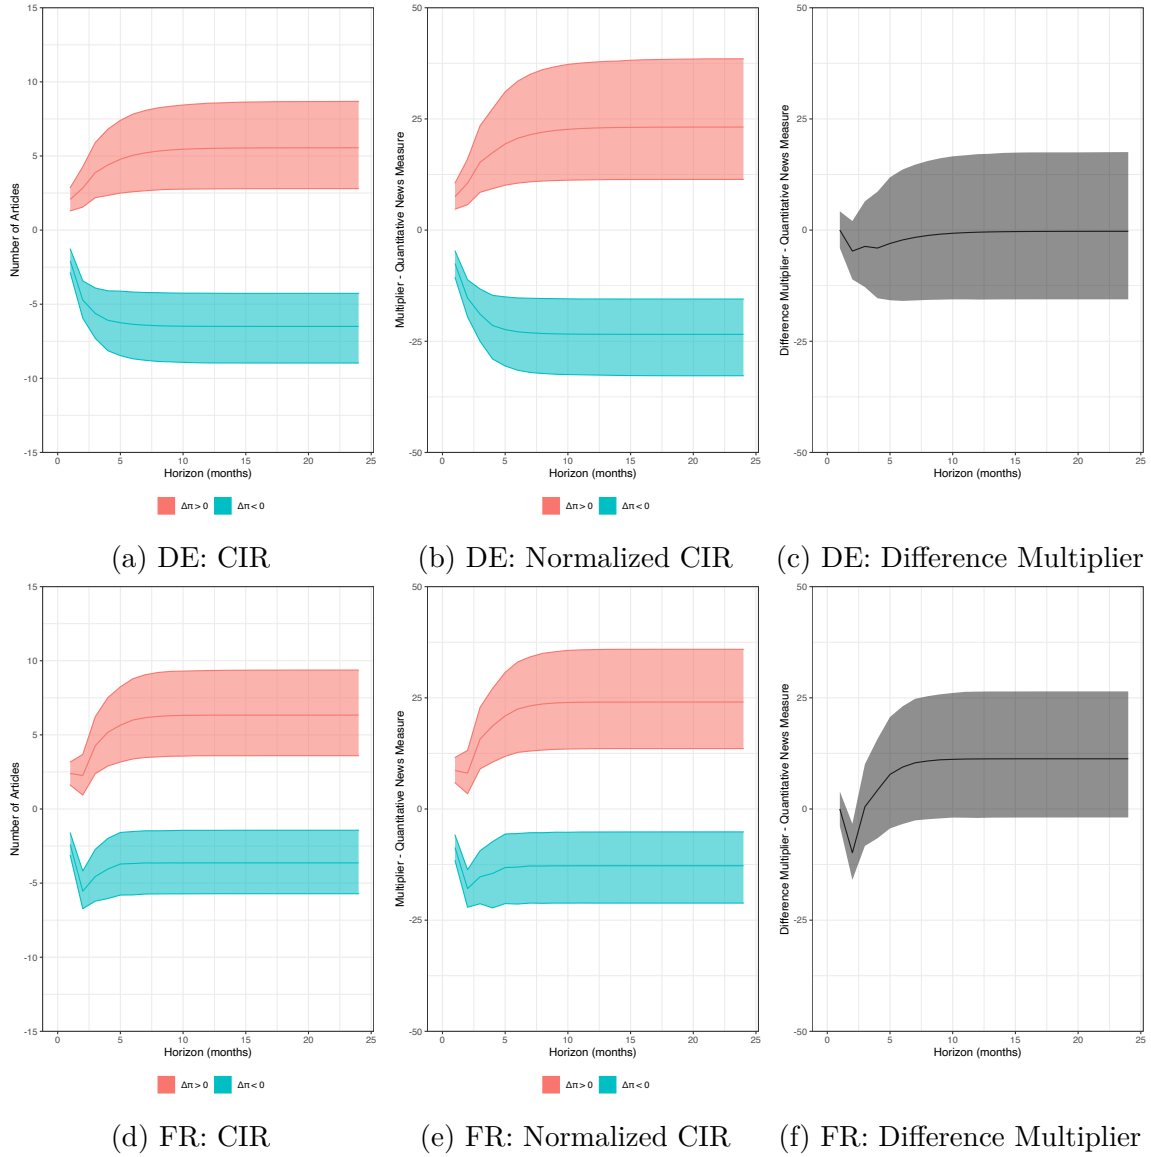 15
10
5
0
-5
-10
-15
Number of Articles
0 5 10 15 20 25
Horizon (months)
Δπ > 0 Δπ < 0
(a) DE: CIR
50
25
0
-25
-50
Multiplier - Quantitative News Measure
0 5 10 15 20 25
Horizon (months)
Δπ > 0 Δπ < 0
(b) DE: Normalized CIR
50
25
0
-25
-50
Difference Multiplier - Quantitative News Measure
0 5 10 15 20 25
Horizon (months)
(c) DE: Difference Multiplier
15
10
5
0
-5
-10
-15
Number of Articles
0 5 10 15 20 25
Horizon (months)
Δπ > 0 Δπ < 0
(d) FR: CIR
50
25
0
-25
-50
Multiplier - Quantitative News Measure
0 5 10 15 20 25
Horizon (months)
Δπ > 0 Δπ < 0
(e) FR: Normalized CIR
50
25
0
-25
-50
Difference Multiplier - Quantitative News Measure
0 5 10 15 20 25
Horizon (months)
(f) FR: Difference Multiplier